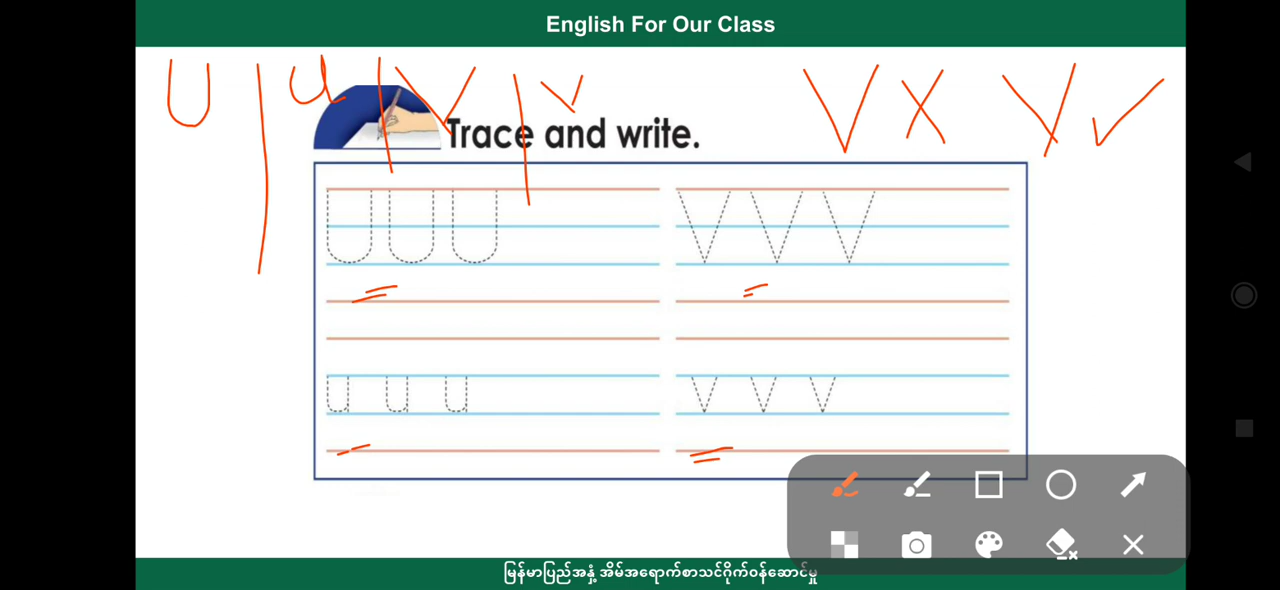 English For Our Class
U u V v V X V v
Trace and write.
U U U V V V
u u u v v v
မြန်မာပြည်အနှံ့ အိမ်အရောက်စာသင်ဂိုက်ဝန်ဆောင်မှု